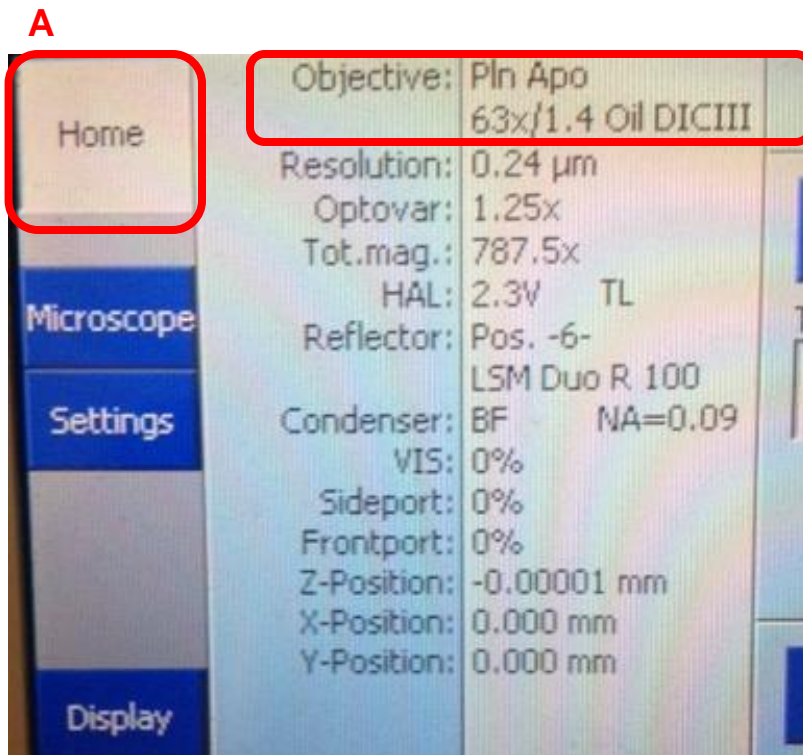 A
Home
Microscope
Settings
Display
Objective: Pln Apo
63x/1.4 Oil DICIII
Resolution: 0.24 µm
Optovar: 1.25x
Tot.mag.: 787.5x
HAL: 2.3V TL
Reflector: Pos. -6-
LSM Duo R 100
Condenser: BF NA=0.09
VIS: 0%
Sideport: 0%
Frontport: 0%
Z-Position: -0.00001 mm
X-Position: 0.000 mm
Y-Position: 0.000 mm